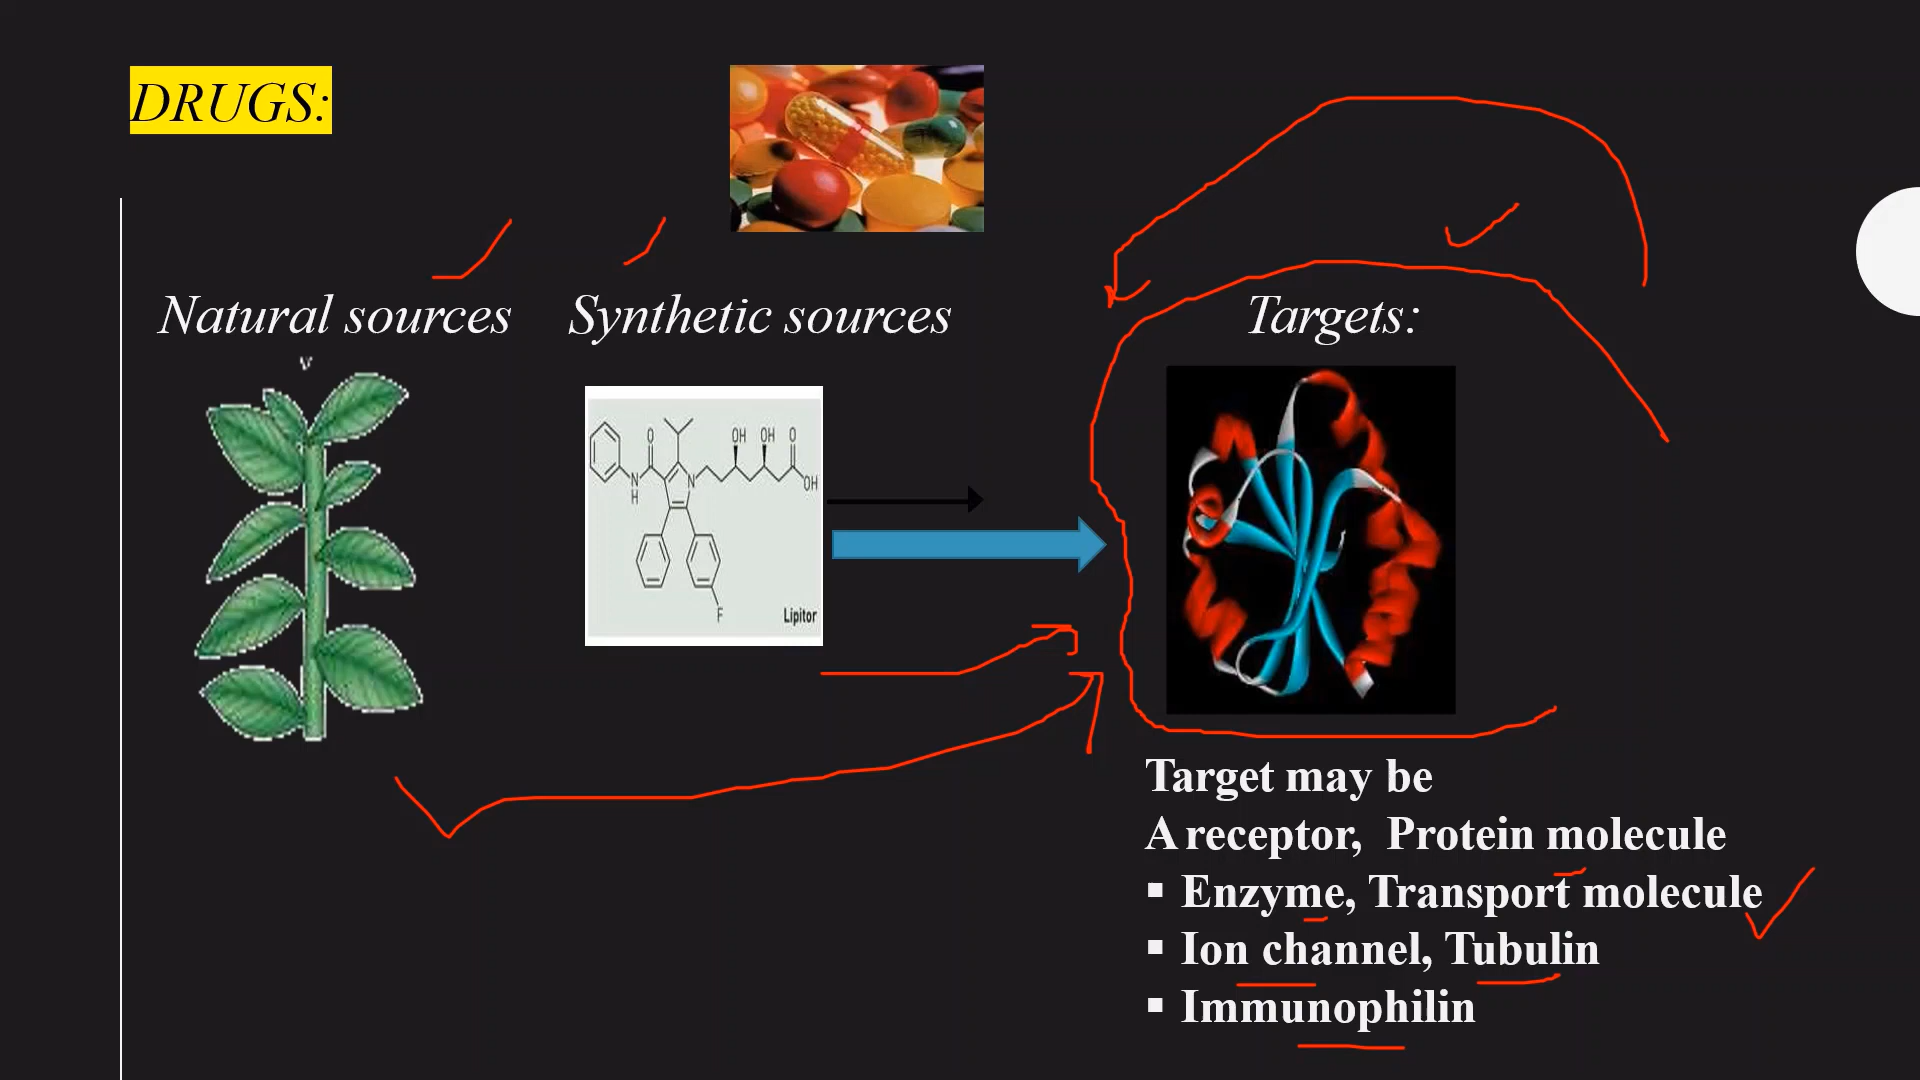 DRUGS:
Natural sources
Synthetic sources
Targets:
OH OH O
O
OH
N
H
N
F
Lipitor
Target may be
A receptor, Protein molecule
▪ Enzyme, Transport molecule
▪ Ion channel, Tubulin
▪ Immunophilin